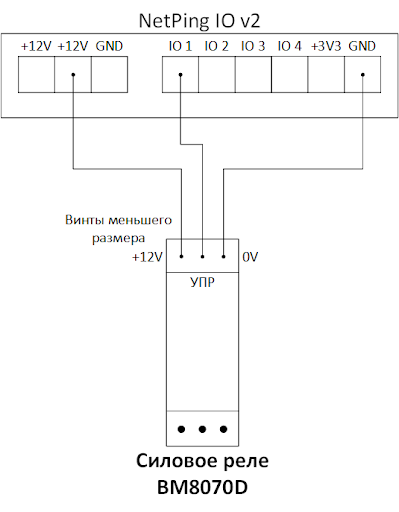 NetPing IO v2
+12V +12V GND IO 1 IO 2 IO 3 IO 4 +3V3 GND
Винты меньшего
размера
+12V 0V
УПР
Силовое реле
BM8070D